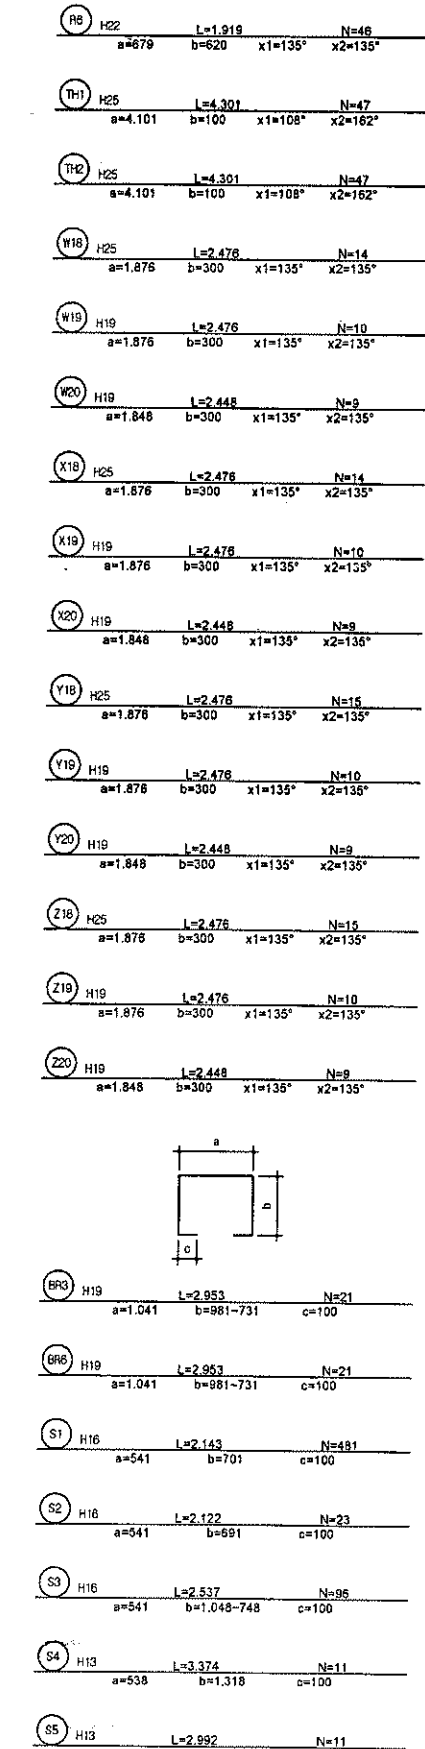 R6 H22 L=1.919 N=46
a=679 b=620 x1=135° x2=135°
TH1 H25 L=4.301 N=47
a=4.101 b=100 x1=108° x2=162°
TH2 H25 L=4.301 N=47
a=4.101 b=100 x1=108° x2=162°
W18 H25 L=2.476 N=14
a=1.876 b=300 x1=135° x2=135°
W19 H19 L=2.476 N=10
a=1.876 b=300 x1=135° x2=135°
W20 H19 L=2.448 N=9
a=1.848 b=300 x1=135° x2=135°
X18 H25 L=2.476 N=14
a=1.876 b=300 x1=135° x2=135°
X19 H19 L=2.476 N=10
a=1.876 b=300 x1=135° x2=135°
X20 H19 L=2.448 N=9
a=1.848 b=300 x1=135° x2=135°
Y18 H25 L=2.476 N=15
a=1.876 b=300 x1=135° x2=135°
Y19 H19 L=2.476 N=10
a=1.876 b=300 x1=135° x2=135°
Y20 H19 L=2.448 N=9
a=1.848 b=300 x1=135° x2=135°
Z18 H25 L=2.476 N=15
a=1.876 b=300 x1=135° x2=135°
Z19 H19 L=2.476 N=10
a=1.876 b=300 x1=135° x2=135°
Z20 H19 L=2.448 N=9
a=1.848 b=300 x1=135° x2=135°
a
b
c
BR3 H19 L=2.953 N=21
a=1.041 b=981~731 c=100
BR6 H19 L=2.953 N=21
a=1.041 b=981~731 c=100
S1 H16 L=2.143 N=481
a=541 b=701 c=100
S2 H16 L=2.122 N=23
a=541 b=691 c=100
S3 H16 L=2.537 N=96
a=541 b=1.048~748 c=100
S4 H13 L=3.374 N=11
a=538 b=1.318 c=100
S5 H13 L=2.992 N=11